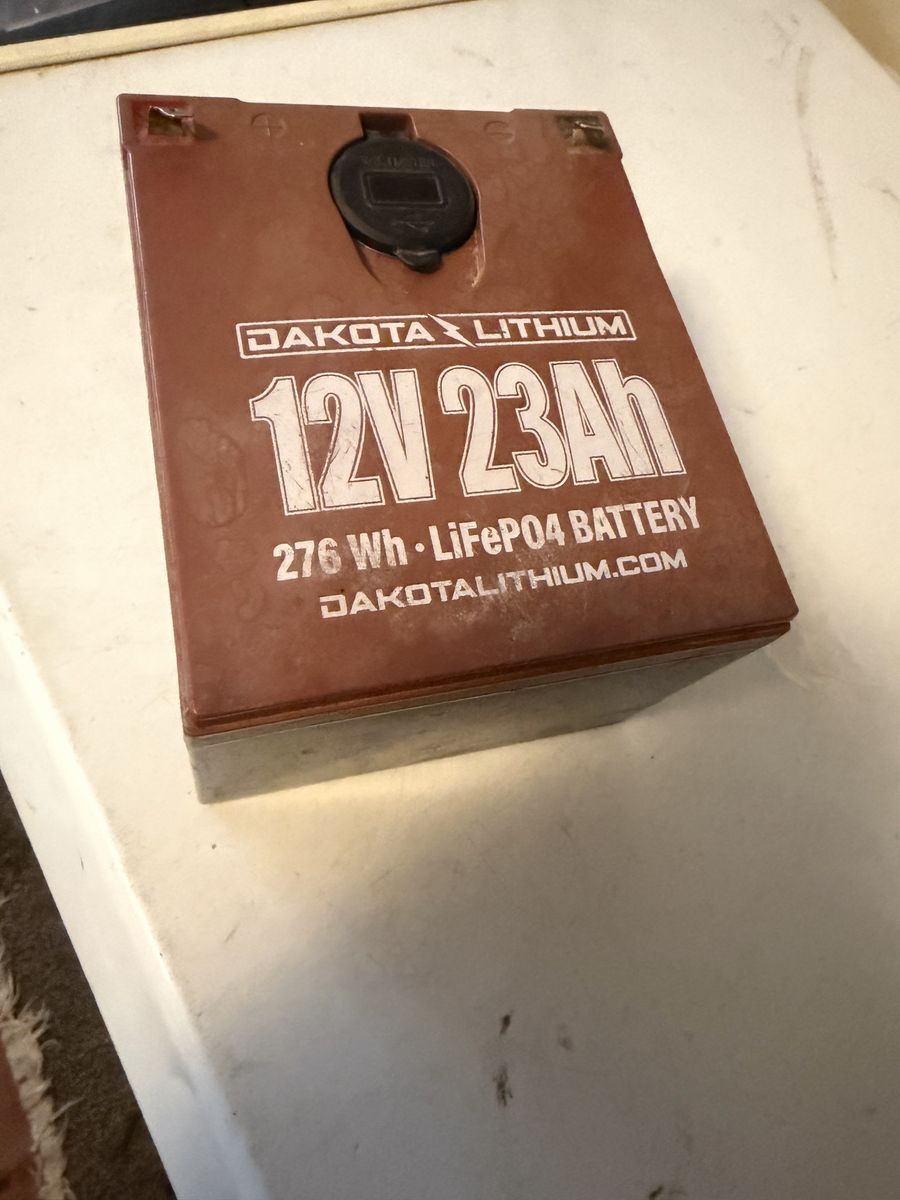 + −
DAKOTA LITHIUM
12V 23Ah
276 Wh · LiFePO4 BATTERY
DAKOTALITHIUM.COM